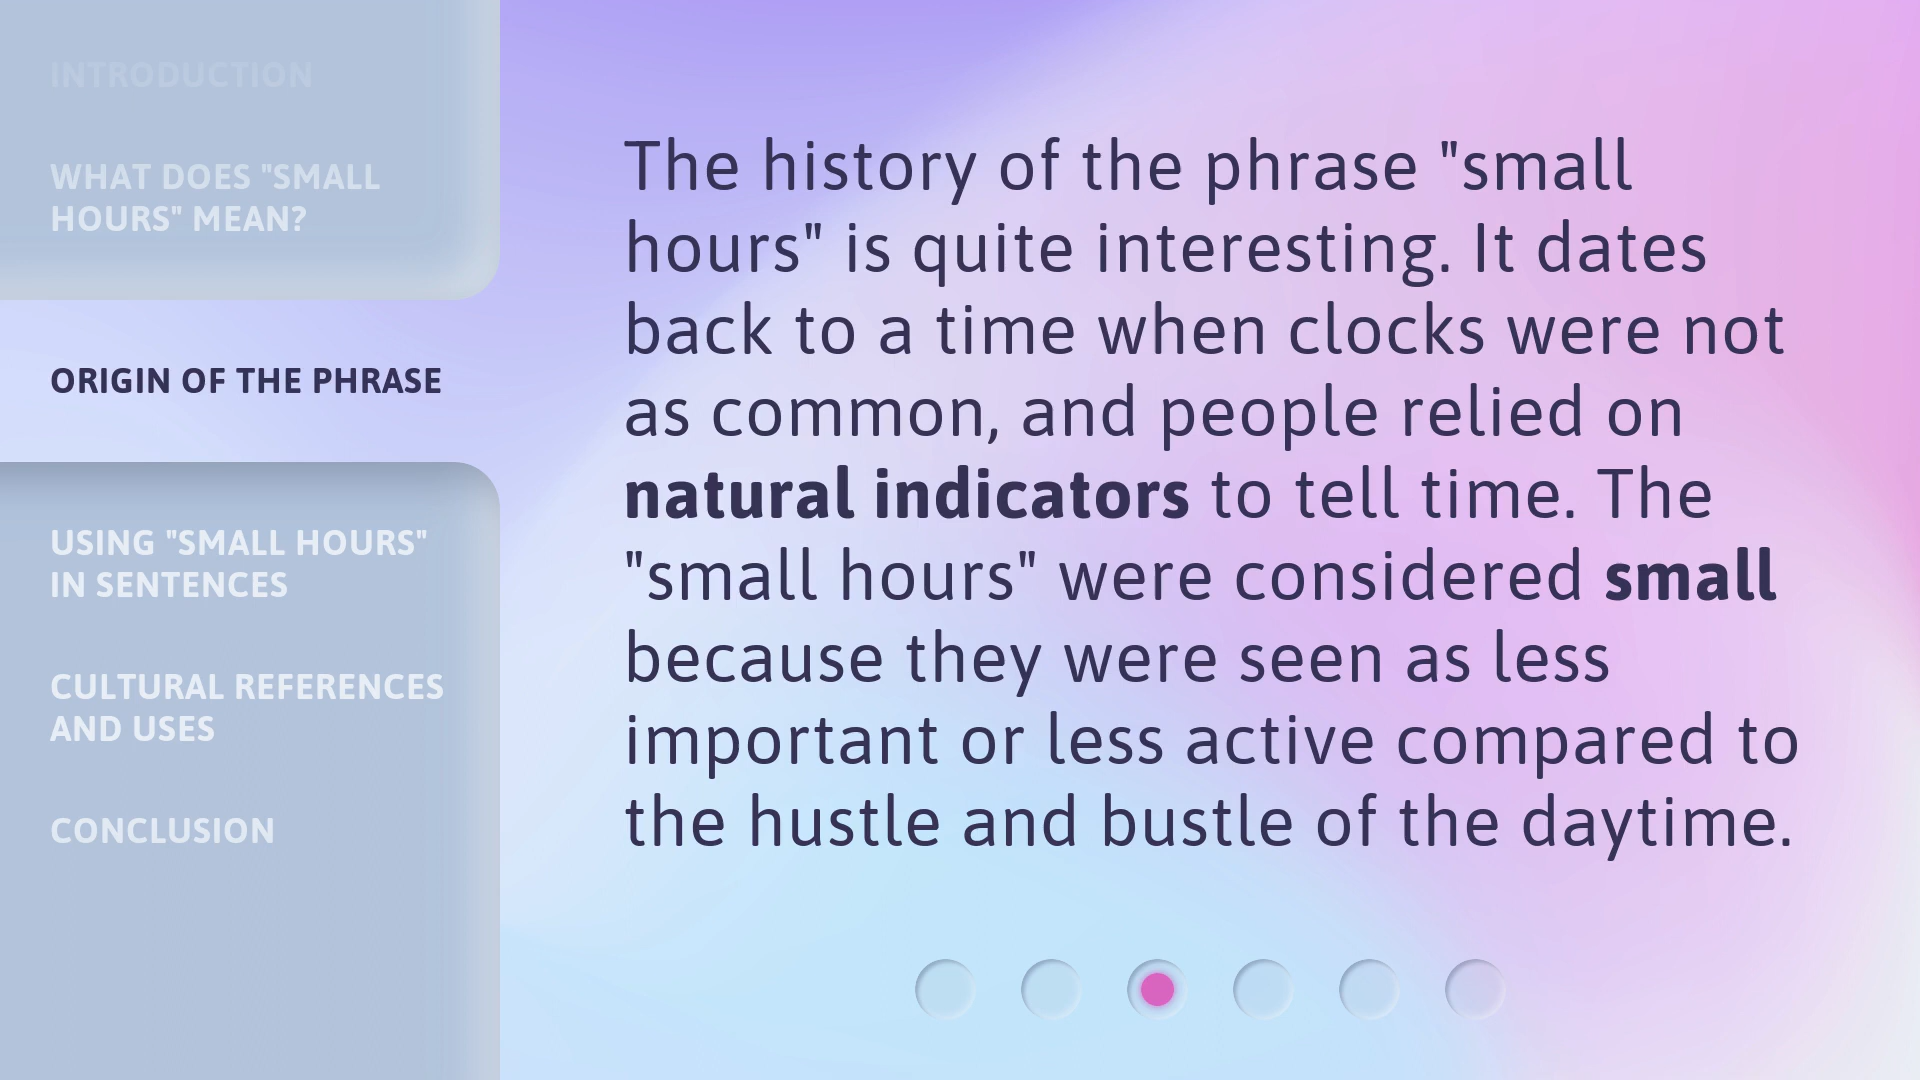 INTRODUCTION
WHAT DOES "SMALL
HOURS" MEAN?
ORIGIN OF THE PHRASE
USING "SMALL HOURS"
IN SENTENCES
CULTURAL REFERENCES
AND USES
CONCLUSION
The history of the phrase "small
hours" is quite interesting. It dates
back to a time when clocks were not
as common, and people relied on
natural indicators to tell time. The
"small hours" were considered small
because they were seen as less
important or less active compared to
the hustle and bustle of the daytime.